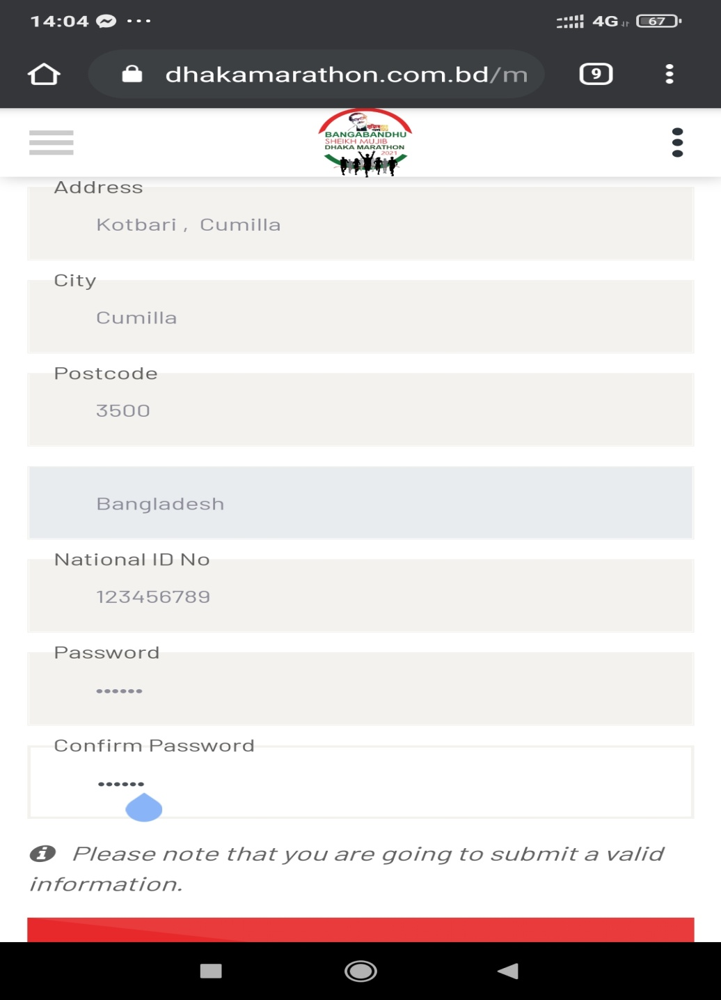 14:04
4G
67
dhakamarathon.com.bd/m
9
BANGABANDHU
SHEIKH MUJIB
DHAKA MARATHON
2021
Address
Kotbari , Cumilla
City
Cumilla
Postcode
3500
Bangladesh
National ID No
123456789
Password
••••••
Confirm Password
••••••
Please note that you are going to submit a valid
information.